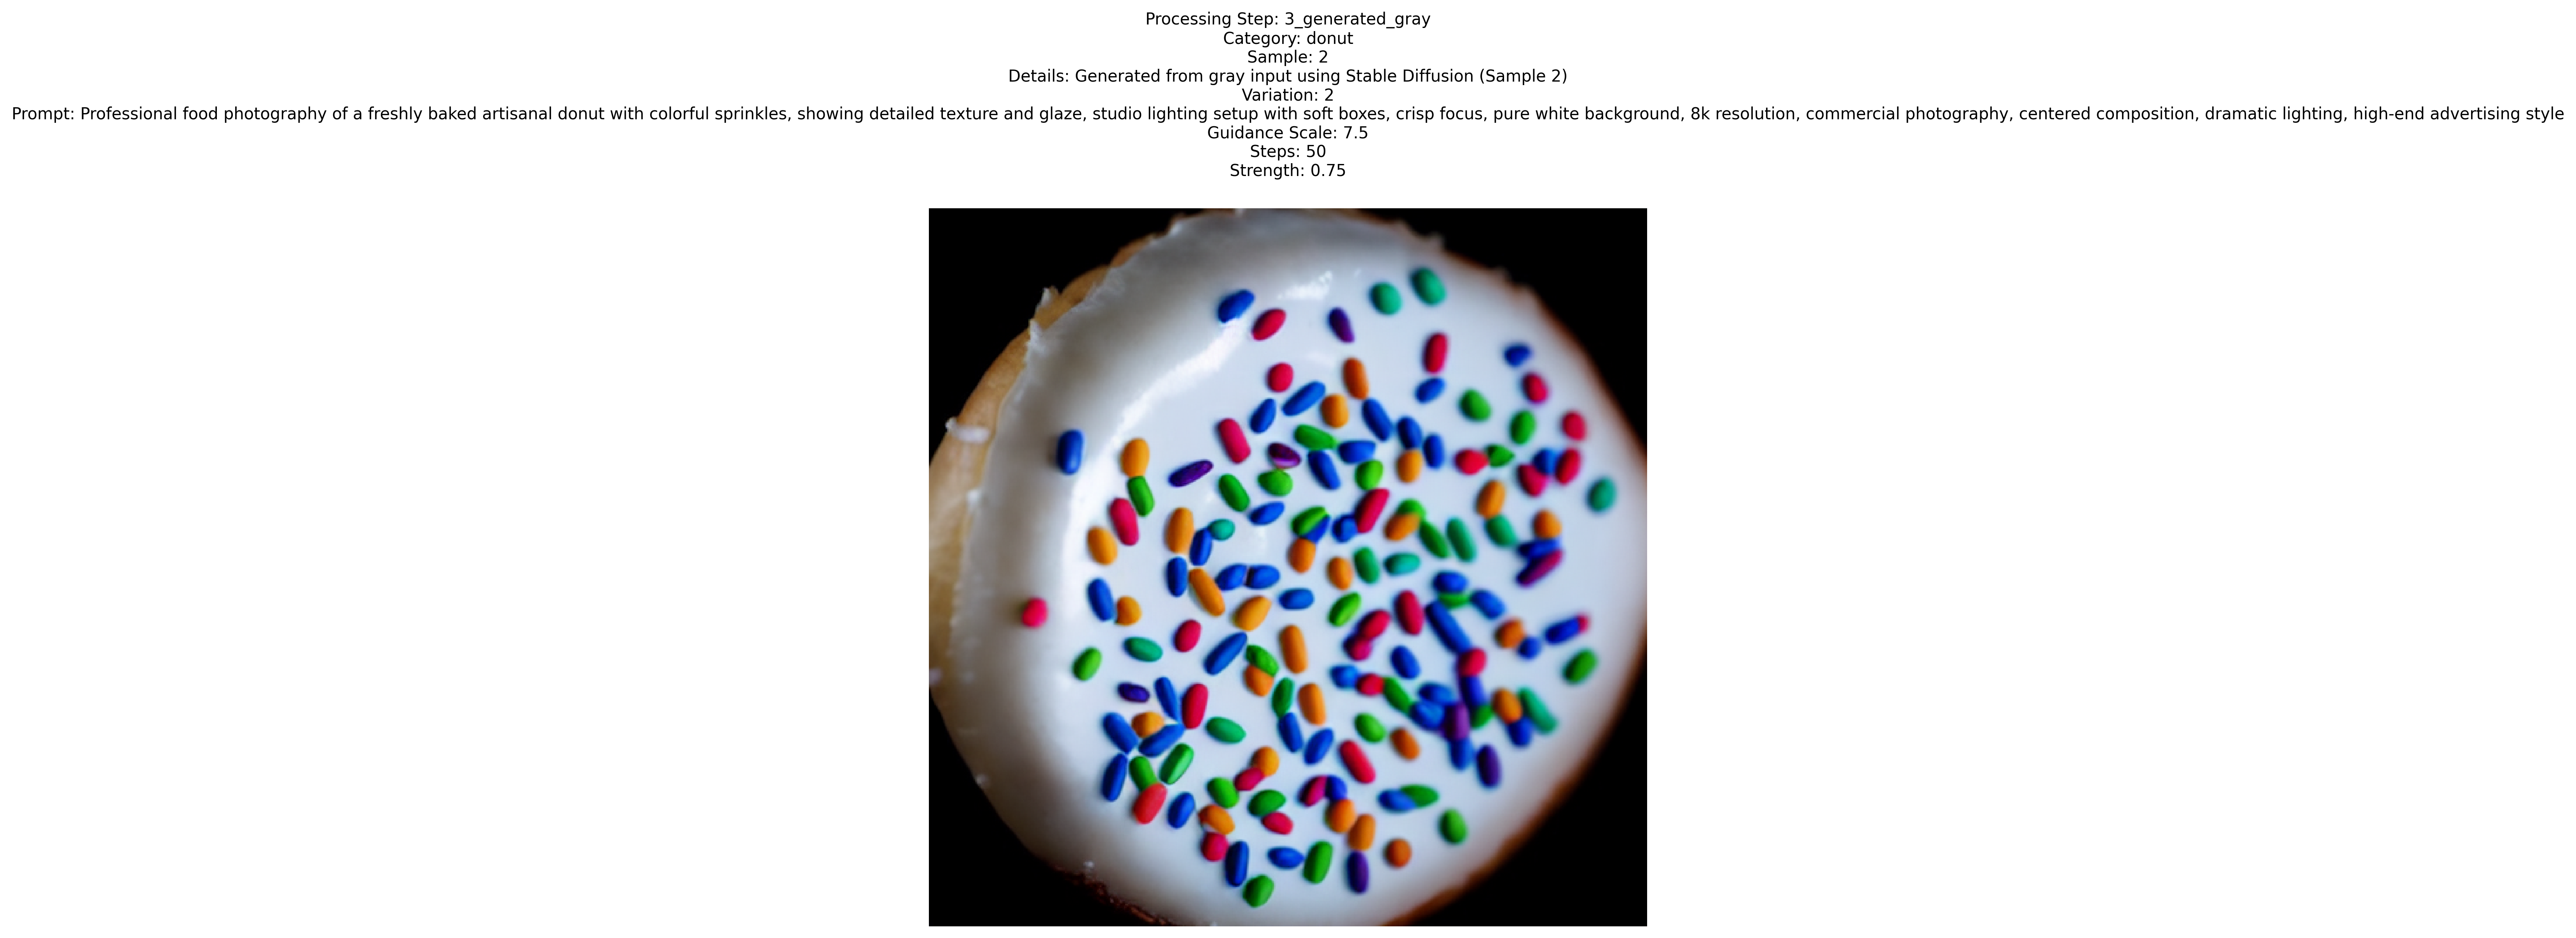 Processing Step: 3_generated_gray
Category: donut
Sample: 2
Details: Generated from gray input using Stable Diffusion (Sample 2)
Variation: 2
Prompt: Professional food photography of a freshly baked artisanal donut with colorful sprinkles, showing detailed texture and glaze, studio lighting setup with soft boxes, crisp focus, pure white background, 8k resolution, commercial photography, centered composition, dramatic lighting, high-end advertising style
Guidance Scale: 7.5
Steps: 50
Strength: 0.75